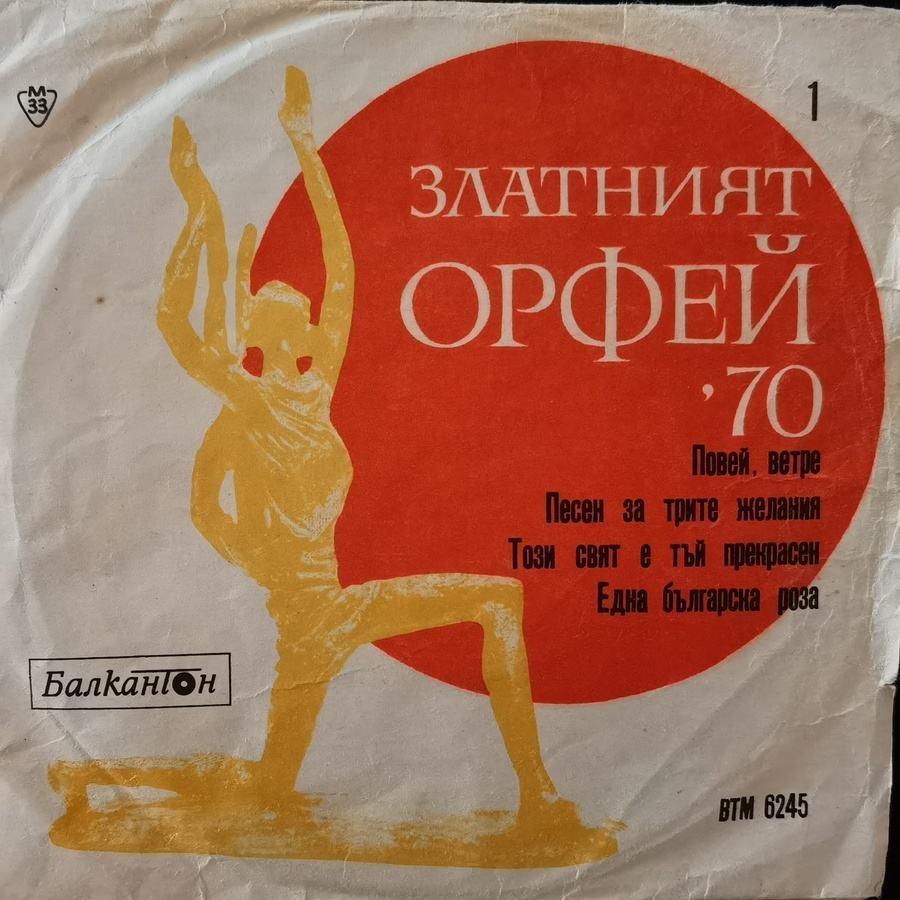 М
33
1
ЗЛАТНИЯТ
ОРФЕЙ
’70
Повей, ветре
Песен за трите желания
Този свят е тъй прекрасен
Една българска роза
Балкантон
ВТМ 6245